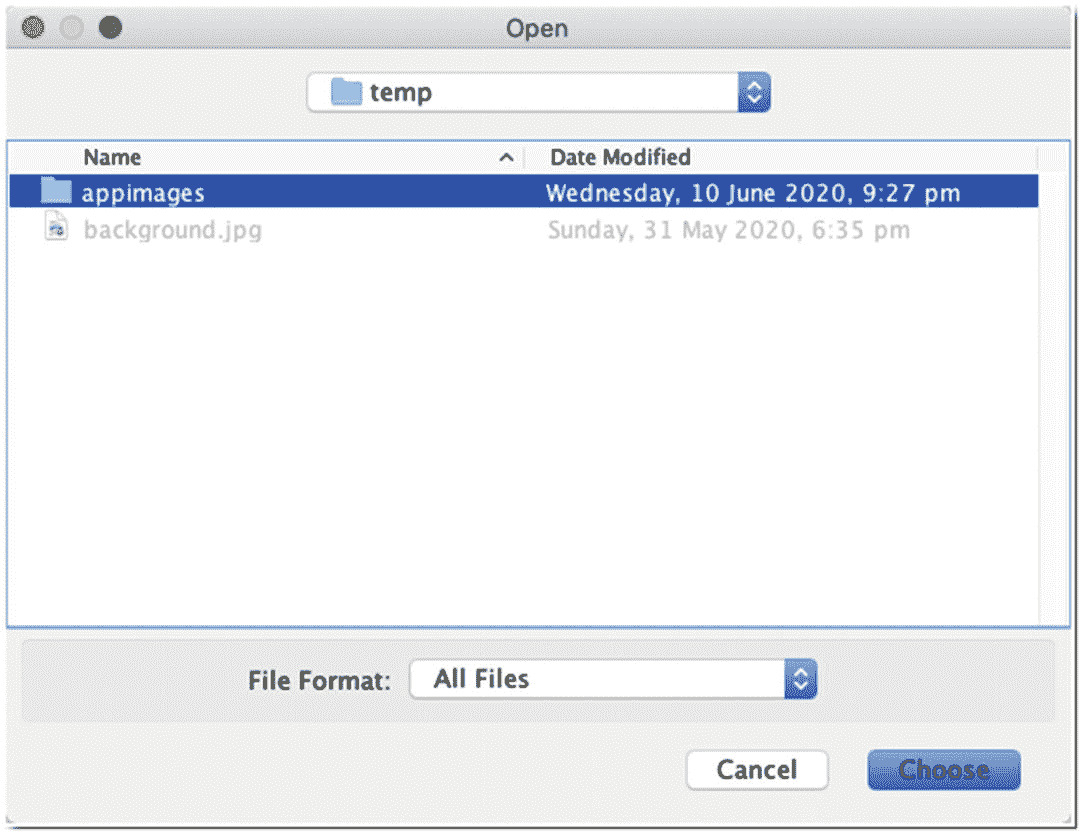 Open
temp
Name Date Modified
appimages Wednesday, 10 June 2020, 9:27 pm
background.jpg Sunday, 31 May 2020, 6:35 pm
File Format: All Files
Cancel Choose